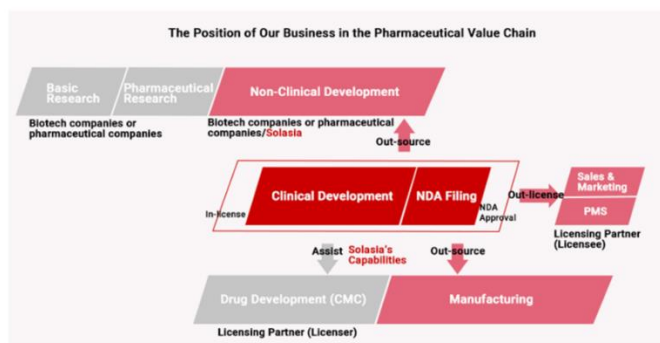 The Position of Our Business in the Pharmaceutical Value Chain
Basic
Research
Pharmaceutical
Research
Non-Clinical Development
Biotech companies or
pharmaceutical companies
Biotech companies or pharmaceutical
companies/Solasia
Out-source
In-license
Clinical Development
NDA Filing
NDA
Approval
Out-license
Sales &
Marketing
PMS
Licensing Partner
(Licensee)
Assist
Solasia's
Capabilities
Out-source
Drug Development (CMC)
Manufacturing
Licensing Partner (Licenser)